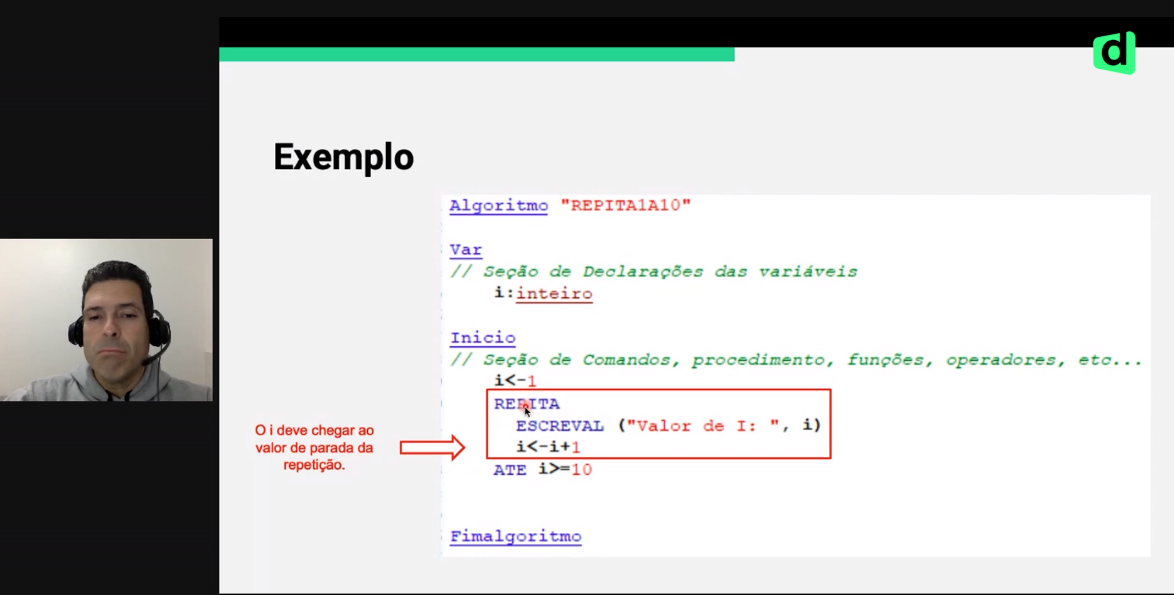 d
Exemplo
Algoritmo "REPITA1A10"
Var
// Seção de Declarações das variáveis
i:inteiro
Inicio
// Seção de Comandos, procedimento, funções, operadores, etc...
i<-1
REPITA
ESCREVAL ("Valor de I: ", i)
i<-i+1
ATE i>=10
Fimalgoritmo
O i deve chegar ao
valor de parada da
repetição.